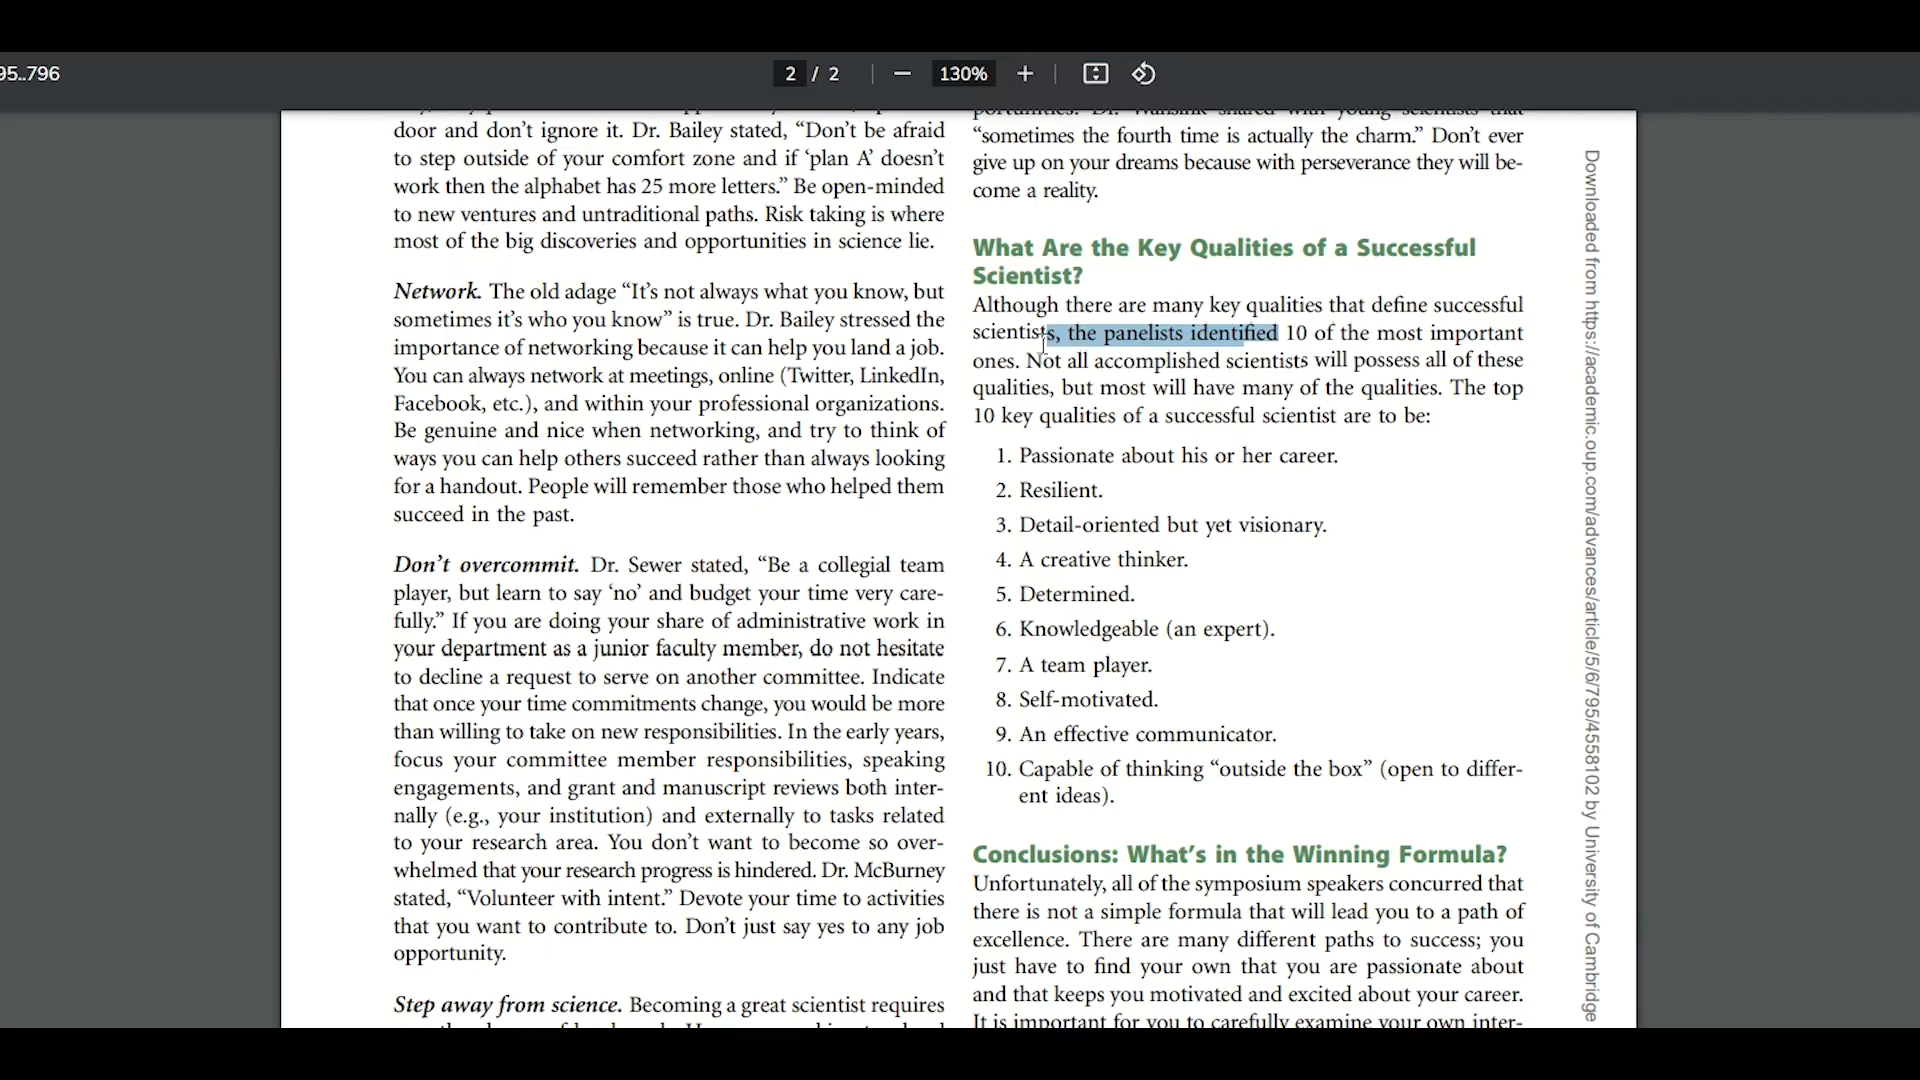 95..796
2 / 2
130%
door and don't ignore it. Dr. Bailey stated, “Don't be afraid
to step outside of your comfort zone and if ‘plan A’ doesn't
work then the alphabet has 25 more letters.” Be open-minded
to new ventures and untraditional paths. Risk taking is where
most of the big discoveries and opportunities in science lie.
Network. The old adage “It's not always what you know, but
sometimes it's who you know” is true. Dr. Bailey stressed the
importance of networking because it can help you land a job.
You can always network at meetings, online (Twitter, LinkedIn,
Facebook, etc.), and within your professional organizations.
Be genuine and nice when networking, and try to think of
ways you can help others succeed rather than always looking
for a handout. People will remember those who helped them
succeed in the past.
Don't overcommit. Dr. Sewer stated, “Be a collegial team
player, but learn to say ‘no’ and budget your time very care-
fully.” If you are doing your share of administrative work in
your department as a junior faculty member, do not hesitate
to decline a request to serve on another committee. Indicate
that once your time commitments change, you would be more
than willing to take on new responsibilities. In the early years,
focus your committee member responsibilities, speaking
engagements, and grant and manuscript reviews both inter-
nally (e.g., your institution) and externally to tasks related
to your research area. You don't want to become so over-
whelmed that your research progress is hindered. Dr. McBurney
stated, “Volunteer with intent.” Devote your time to activities
that you want to contribute to. Don't just say yes to any job
opportunity.
Step away from science. Becoming a great scientist requires
portunities. Dr. Wansink shared with young scientists that
“sometimes the fourth time is actually the charm.” Don't ever
give up on your dreams because with perseverance they will be-
come a reality.
What Are the Key Qualities of a Successful
Scientist?
Although there are many key qualities that define successful
scientists, the panelists identified 10 of the most important
ones. Not all accomplished scientists will possess all of these
qualities, but most will have many of the qualities. The top
10 key qualities of a successful scientist are to be:
1. Passionate about his or her career.
2. Resilient.
3. Detail-oriented but yet visionary.
4. A creative thinker.
5. Determined.
6. Knowledgeable (an expert).
7. A team player.
8. Self-motivated.
9. An effective communicator.
10. Capable of thinking “outside the box” (open to differ-
ent ideas).
Conclusions: What's in the Winning Formula?
Unfortunately, all of the symposium speakers concurred that
there is not a simple formula that will lead you to a path of
excellence. There are many different paths to success; you
just have to find your own that you are passionate about
and that keeps you motivated and excited about your career.
It is important for you to carefully examine your own inter-
Downloaded from https://academic.oup.com/advances/article/5/6/795/4558102 by University of Cambridge